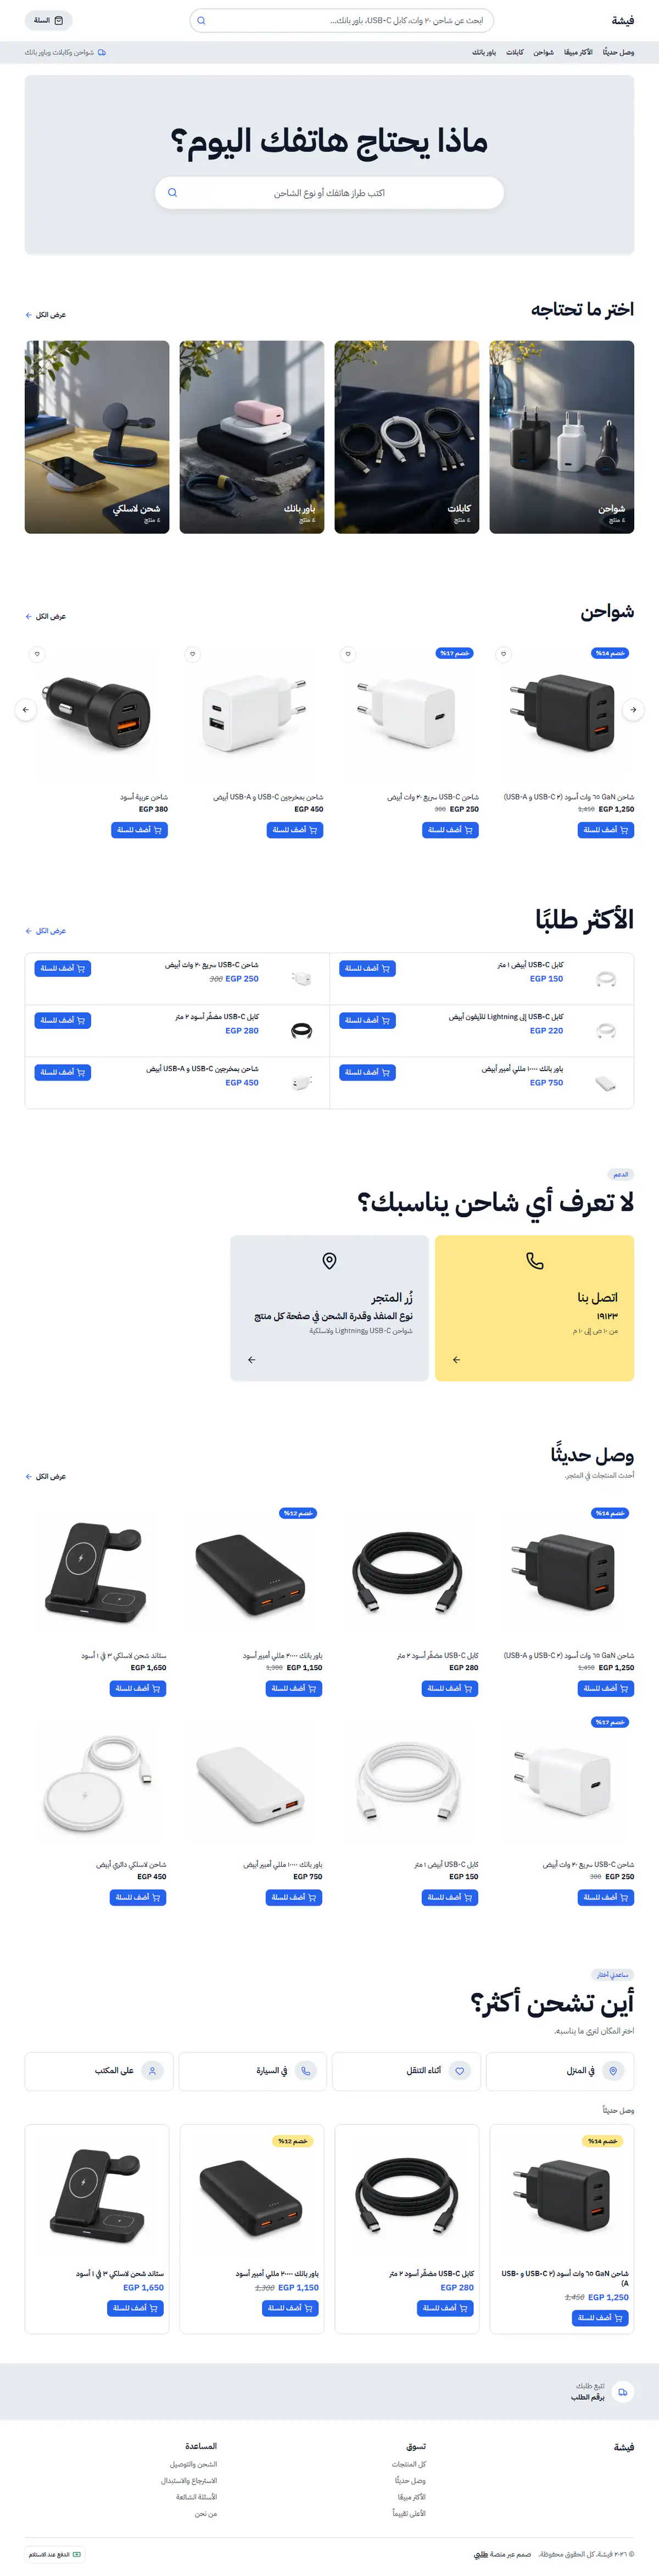 فيشة
ابحث عن شاحن ٢٠ وات، كابل USB-C، باور بانك...
السلة
وصل حديثًا
الأكثر مبيعًا
شواحن
كابلات
باور بانك
شواحن وكابلات وباور بانك
ماذا يحتاج هاتفك اليوم؟
اكتب طراز هاتفك أو نوع الشاحن
اختر ما تحتاجه
عرض الكل
شواحن
٤ منتج
كابلات
٤ منتج
باور بانك
٤ منتج
شحن لاسلكي
٤ منتج
شواحن
عرض الكل
خصم 14%
خصم 17%
شاحن GaN ٦٥ وات أسود (٢ USB-C و USB-A)
EGP 1,250 1,450
أضف للسلة
شاحن USB-C سريع ٢٠ وات أبيض
EGP 250 300
أضف للسلة
شاحن بمخرجين USB-C و USB-A أبيض
EGP 450
أضف للسلة
شاحن عربية أسود
EGP 380
أضف للسلة
الأكثر طلبًا
عرض الكل
كابل USB-C أبيض ١ متر
EGP 150
أضف للسلة
شاحن USB-C سريع ٢٠ وات أبيض
EGP 250 300
أضف للسلة
كابل USB-C إلى Lightning للآيفون أبيض
EGP 220
أضف للسلة
كابل USB-C مضفّر أسود ٢ متر
EGP 280
أضف للسلة
باور بانك ١٠٠٠٠ مللي أمبير أبيض
EGP 750
أضف للسلة
شاحن بمخرجين USB-C و USB-A أبيض
EGP 450
أضف للسلة
الدعم
لا تعرف أي شاحن يناسبك؟
اتصل بنا
١٩١٢٣
من ١٠ ص إلى ١٠ م
زُر المتجر
نوع المنفذ وقدرة الشحن في صفحة كل منتج
شواحن USB-C وLightning ولاسلكية
وصل حديثًا
أحدث المنتجات في المتجر.
عرض الكل
خصم 14%
خصم 12%
شاحن GaN ٦٥ وات أسود (٢ USB-C و USB-A)
EGP 1,250 1,450
أضف للسلة
كابل USB-C مضفّر أسود ٢ متر
EGP 280
أضف للسلة
باور بانك ٢٠٠٠٠ مللي أمبير أسود
EGP 1,150 1,300
أضف للسلة
ستاند شحن لاسلكي ٣ في ١ أسود
EGP 1,650
أضف للسلة
خصم 17%
شاحن USB-C سريع ٢٠ وات أبيض
EGP 250 300
أضف للسلة
كابل USB-C أبيض ١ متر
EGP 150
أضف للسلة
باور بانك ١٠٠٠٠ مللي أمبير أبيض
EGP 750
أضف للسلة
شاحن لاسلكي دائري أبيض
EGP 450
أضف للسلة
ساعدني أختار
أين تشحن أكثر؟
اختر المكان لترى ما يناسبه.
في المنزل
أثناء التنقل
في السيارة
على المكتب
وصل حديثاً
خصم 14%
خصم 12%
شاحن GaN ٦٥ وات أسود (٢ USB-C و USB-A)
EGP 1,250 1,450
أضف للسلة
كابل USB-C مضفّر أسود ٢ متر
EGP 280
أضف للسلة
باور بانك ٢٠٠٠٠ مللي أمبير أسود
EGP 1,150 1,300
أضف للسلة
ستاند شحن لاسلكي ٣ في ١ أسود
EGP 1,650
أضف للسلة
تتبع طلبك
برقم الطلب
فيشة
تسوق
كل المنتجات
وصل حديثًا
الأكثر مبيعًا
الأعلى تقييماً
المساعدة
الشحن والتوصيل
الاسترجاع والاستبدال
الأسئلة الشائعة
من نحن
© ٢٠٢٦ فيشة. كل الحقوق محفوظة.
صمم عبر منصة طلبي
الدفع عند الاستلام